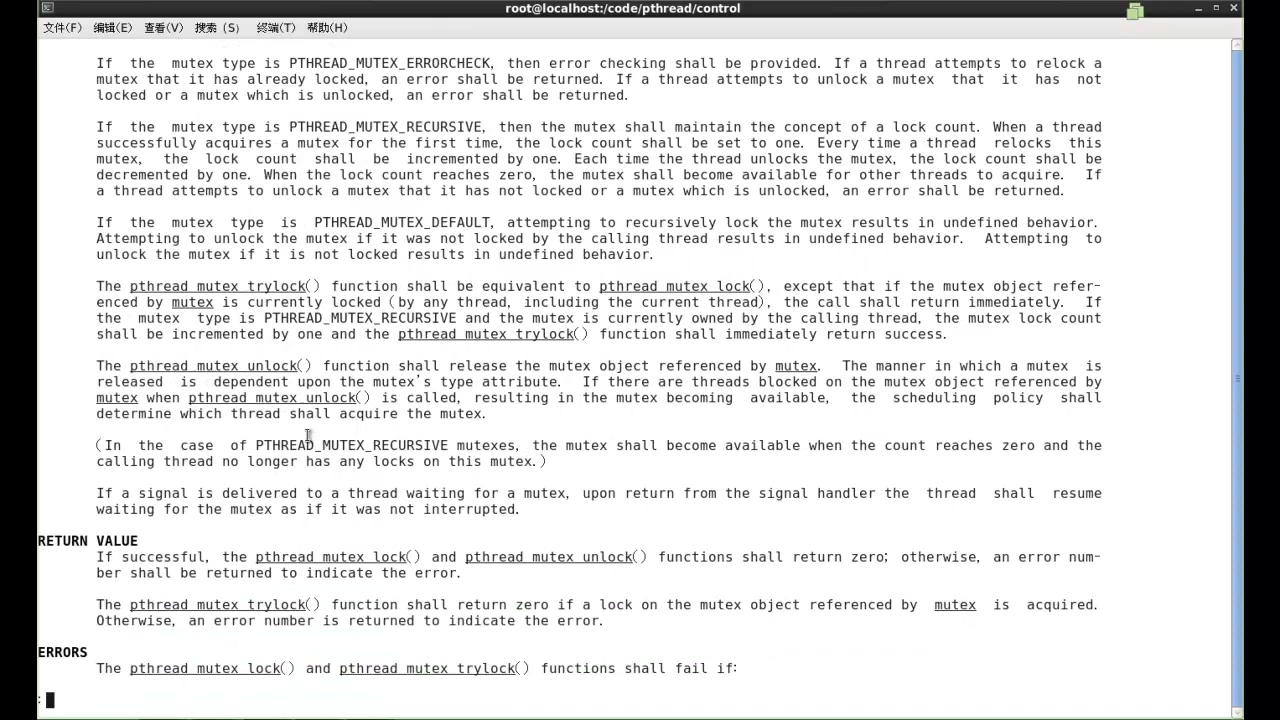 root@localhost:/code/pthread/control
文件(F) 编辑(E) 查看(V) 搜索 (S) 终端(T) 帮助(H)
If the mutex type is PTHREAD_MUTEX_ERRORCHECK, then error checking shall be provided. If a thread attempts to relock a
mutex that it has already locked, an error shall be returned. If a thread attempts to unlock a mutex that it has not
locked or a mutex which is unlocked, an error shall be returned.
If the mutex type is PTHREAD_MUTEX_RECURSIVE, then the mutex shall maintain the concept of a lock count. When a thread
successfully acquires a mutex for the first time, the lock count shall be set to one. Every time a thread relocks this
mutex, the lock count shall be incremented by one. Each time the thread unlocks the mutex, the lock count shall be
decremented by one. When the lock count reaches zero, the mutex shall become available for other threads to acquire. If
a thread attempts to unlock a mutex that it has not locked or a mutex which is unlocked, an error shall be returned.
If the mutex type is PTHREAD_MUTEX_DEFAULT, attempting to recursively lock the mutex results in undefined behavior.
Attempting to unlock the mutex if it was not locked by the calling thread results in undefined behavior. Attempting to
unlock the mutex if it is not locked results in undefined behavior.
The pthread_mutex_trylock() function shall be equivalent to pthread_mutex_lock(), except that if the mutex object refer-
enced by mutex is currently locked (by any thread, including the current thread), the call shall return immediately. If
the mutex type is PTHREAD_MUTEX_RECURSIVE and the mutex is currently owned by the calling thread, the mutex lock count
shall be incremented by one and the pthread_mutex_trylock() function shall immediately return success.
The pthread_mutex_unlock() function shall release the mutex object referenced by mutex. The manner in which a mutex is
released is dependent upon the mutex's type attribute. If there are threads blocked on the mutex object referenced by
mutex when pthread_mutex_unlock() is called, resulting in the mutex becoming available, the scheduling policy shall
determine which thread shall acquire the mutex.
(In the case of PTHREAD_MUTEX_RECURSIVE mutexes, the mutex shall become available when the count reaches zero and the
calling thread no longer has any locks on this mutex.)
If a signal is delivered to a thread waiting for a mutex, upon return from the signal handler the thread shall resume
waiting for the mutex as if it was not interrupted.
RETURN VALUE
If successful, the pthread_mutex_lock() and pthread_mutex_unlock() functions shall return zero; otherwise, an error num-
ber shall be returned to indicate the error.
The pthread_mutex_trylock() function shall return zero if a lock on the mutex object referenced by mutex is acquired.
Otherwise, an error number is returned to indicate the error.
ERRORS
The pthread_mutex_lock() and pthread_mutex_trylock() functions shall fail if:
: